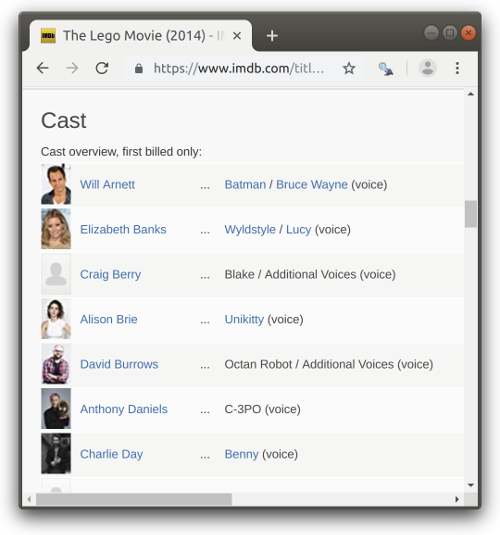 IMDb The Lego Movie (2014) - I
https://www.imdb.com/titl...
Cast
Cast overview, first billed only:
Will Arnett ... Batman / Bruce Wayne (voice)
Elizabeth Banks ... Wyldstyle / Lucy (voice)
Craig Berry ... Blake / Additional Voices (voice)
Alison Brie ... Unikitty (voice)
David Burrows ... Octan Robot / Additional Voices (voice)
Anthony Daniels ... C-3PO (voice)
Charlie Day ... Benny (voice)